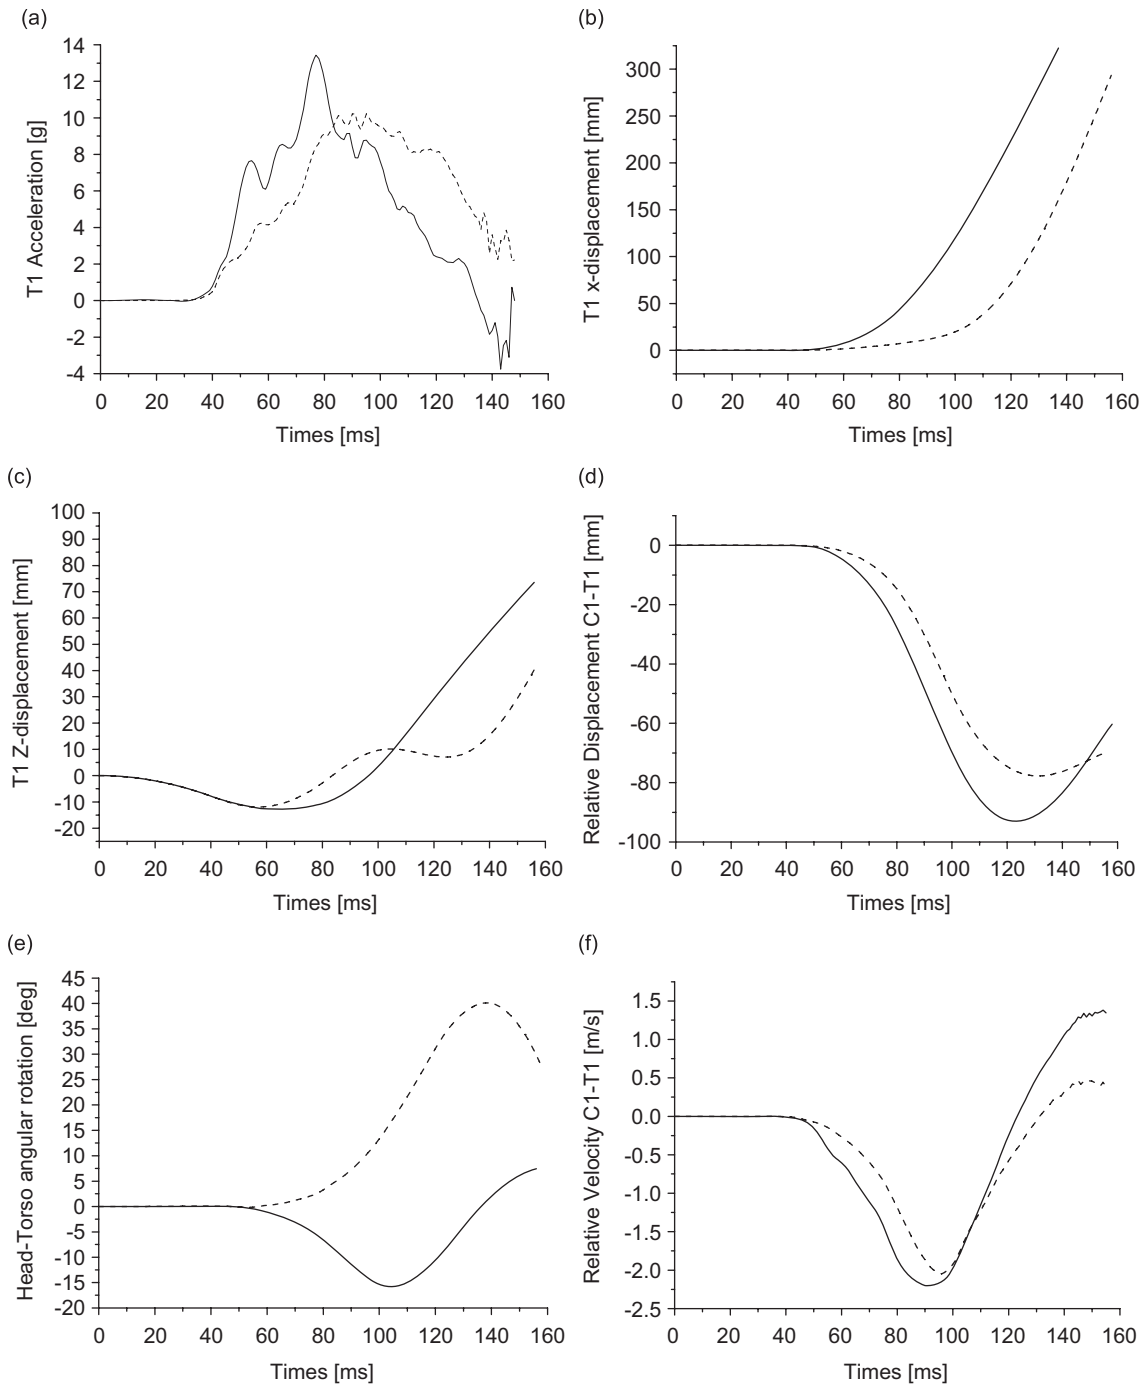 (a)
T1 Acceleration [g]
14
12
10
8
6
4
2
0
-2
-4
0 20 40 60 80 100 120 140 160
Times [ms]
(b)
T1 x-displacement [mm]
300
250
200
150
100
50
0
0 20 40 60 80 100 120 140 160
Times [ms]
(c)
T1 Z-displacement [mm]
100
90
80
70
60
50
40
30
20
10
0
-10
-20
0 20 40 60 80 100 120 140 160
Times [ms]
(d)
Relative Displacement C1-T1 [mm]
0
-20
-40
-60
-80
-100
0 20 40 60 80 100 120 140 160
Times [ms]
(e)
Head-Torso angular rotation [deg]
45
40
35
30
25
20
15
10
5
0
-5
-10
-15
-20
0 20 40 60 80 100 120 140 160
Times [ms]
(f)
Relative Velocity C1-T1 [m/s]
1.5
1.0
0.5
0.0
-0.5
-1.0
-1.5
-2.0
-2.5
0 20 40 60 80 100 120 140 160
Times [ms]